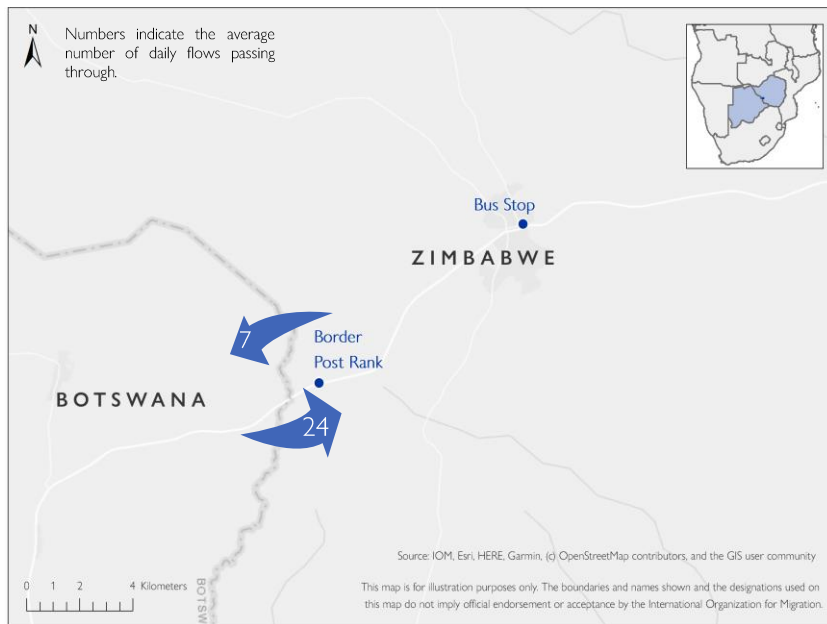 N
Numbers indicate the average
number of daily flows passing
through.
Bus Stop
ZIMBABWE
7
Border
Post Rank
BOTSWANA
24
Source: IOM, Esri, HERE, Garmin, (c) OpenStreetMap contributors, and the GIS user community
0 1 2 4 Kilometers
BOTSW
This map is for illustration purposes only. The boundaries and names shown and the designations used on
this map do not imply official endorsement or acceptance by the International Organization for Migration.